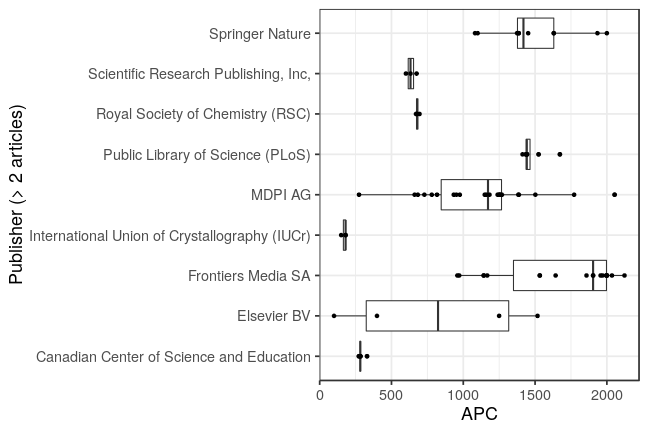 Springer Nature
Scientific Research Publishing, Inc,
Royal Society of Chemistry (RSC)
Public Library of Science (PLoS)
MDPI AG
International Union of Crystallography (IUCr)
Frontiers Media SA
Elsevier BV
Canadian Center of Science and Education
Publisher (> 2 articles)
0 500 1000 1500 2000
APC